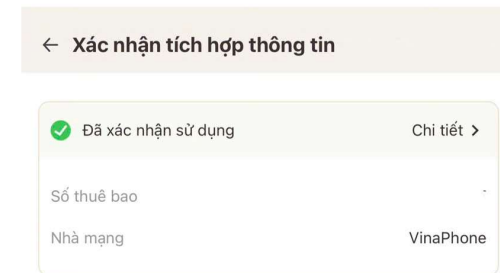 ← Xác nhận tích hợp thông tin
Đã xác nhận sử dụng Chi tiết >
Số thuê bao
Nhà mạng VinaPhone